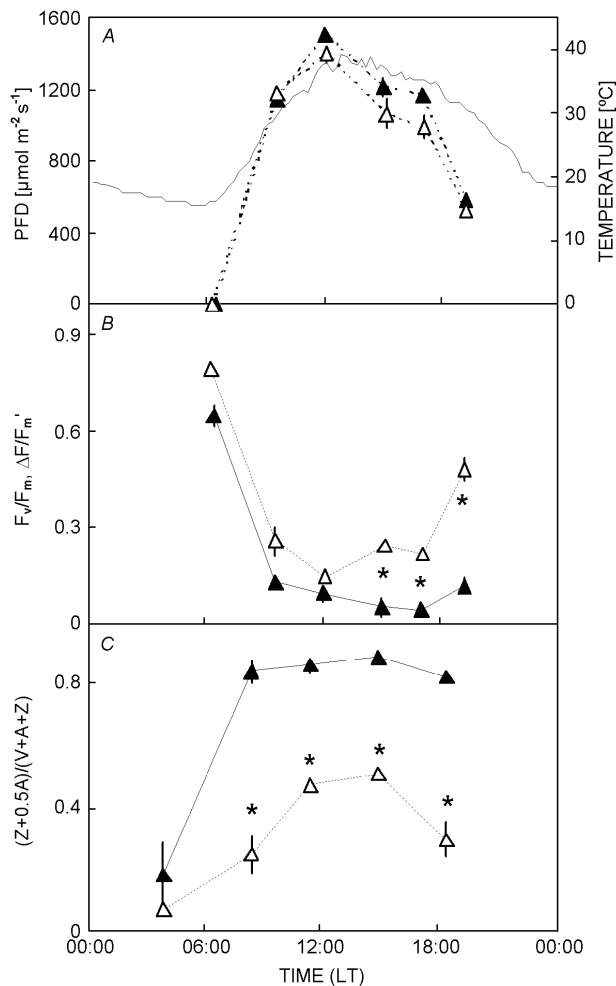 A
PFD [µmol m⁻² s⁻¹]
1600
1200
800
400
0
40
30
20
10
0
TEMPERATURE [ºC]
B
Fᵥ/Fₘ, ΔF/Fₘ'
0.9
0.6
0.3
0
*
*
*
C
(Z+0.5A)/(V+A+Z)
0.8
0.4
0
*
*
*
*
00:00 06:00 12:00 18:00 00:00
TIME (LT)